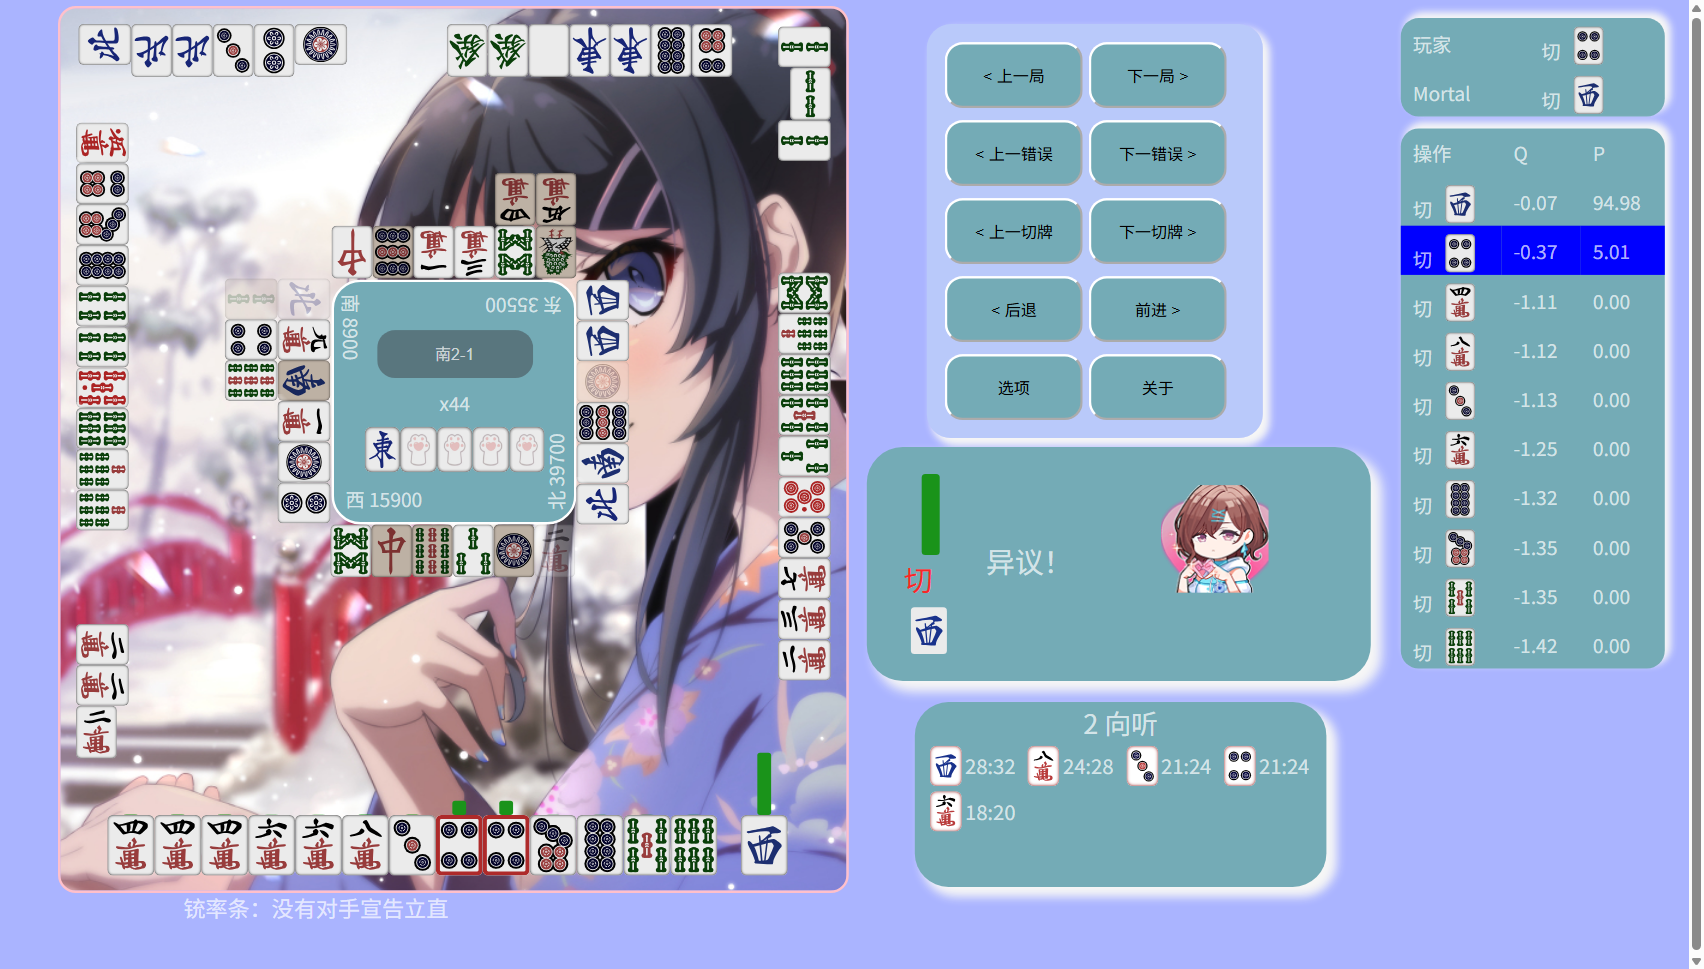 南 8900
东 35500
南2-1
x44
北 39700
西 15900
铳率条：没有对手宣告立直
< 上一局
下一局 >
< 上一错误
下一错误 >
< 上一切牌
下一切牌 >
< 后退
前进 >
选项
关于
切
异议！
2 向听
28:32
24:28
21:24
21:24
18:20
玩家 切
Mortal 切
操作 Q P
切 -0.07 94.98
切 -0.37 5.01
切 -1.11 0.00
切 -1.12 0.00
切 -1.13 0.00
切 -1.25 0.00
切 -1.32 0.00
切 -1.35 0.00
切 -1.35 0.00
切 -1.42 0.00